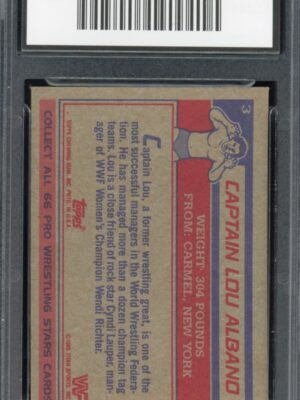 3
CAPTAIN LOU ALBANO
WEIGHT: 304 POUNDS
FROM: CARMEL, NEW YORK
Captain Lou, a former wrestling great, is one of the
most successful managers in the World Wrestling Federa-
tion. He has managed more than a dozen champion tag
teams. Lou is a close friend of rock star Cyndi Lauper, man-
ager of WWF Women's Champion Wendi Richter.
Topps
WF
COLLECT ALL 66 PRO WRESTLING STARS CARDS